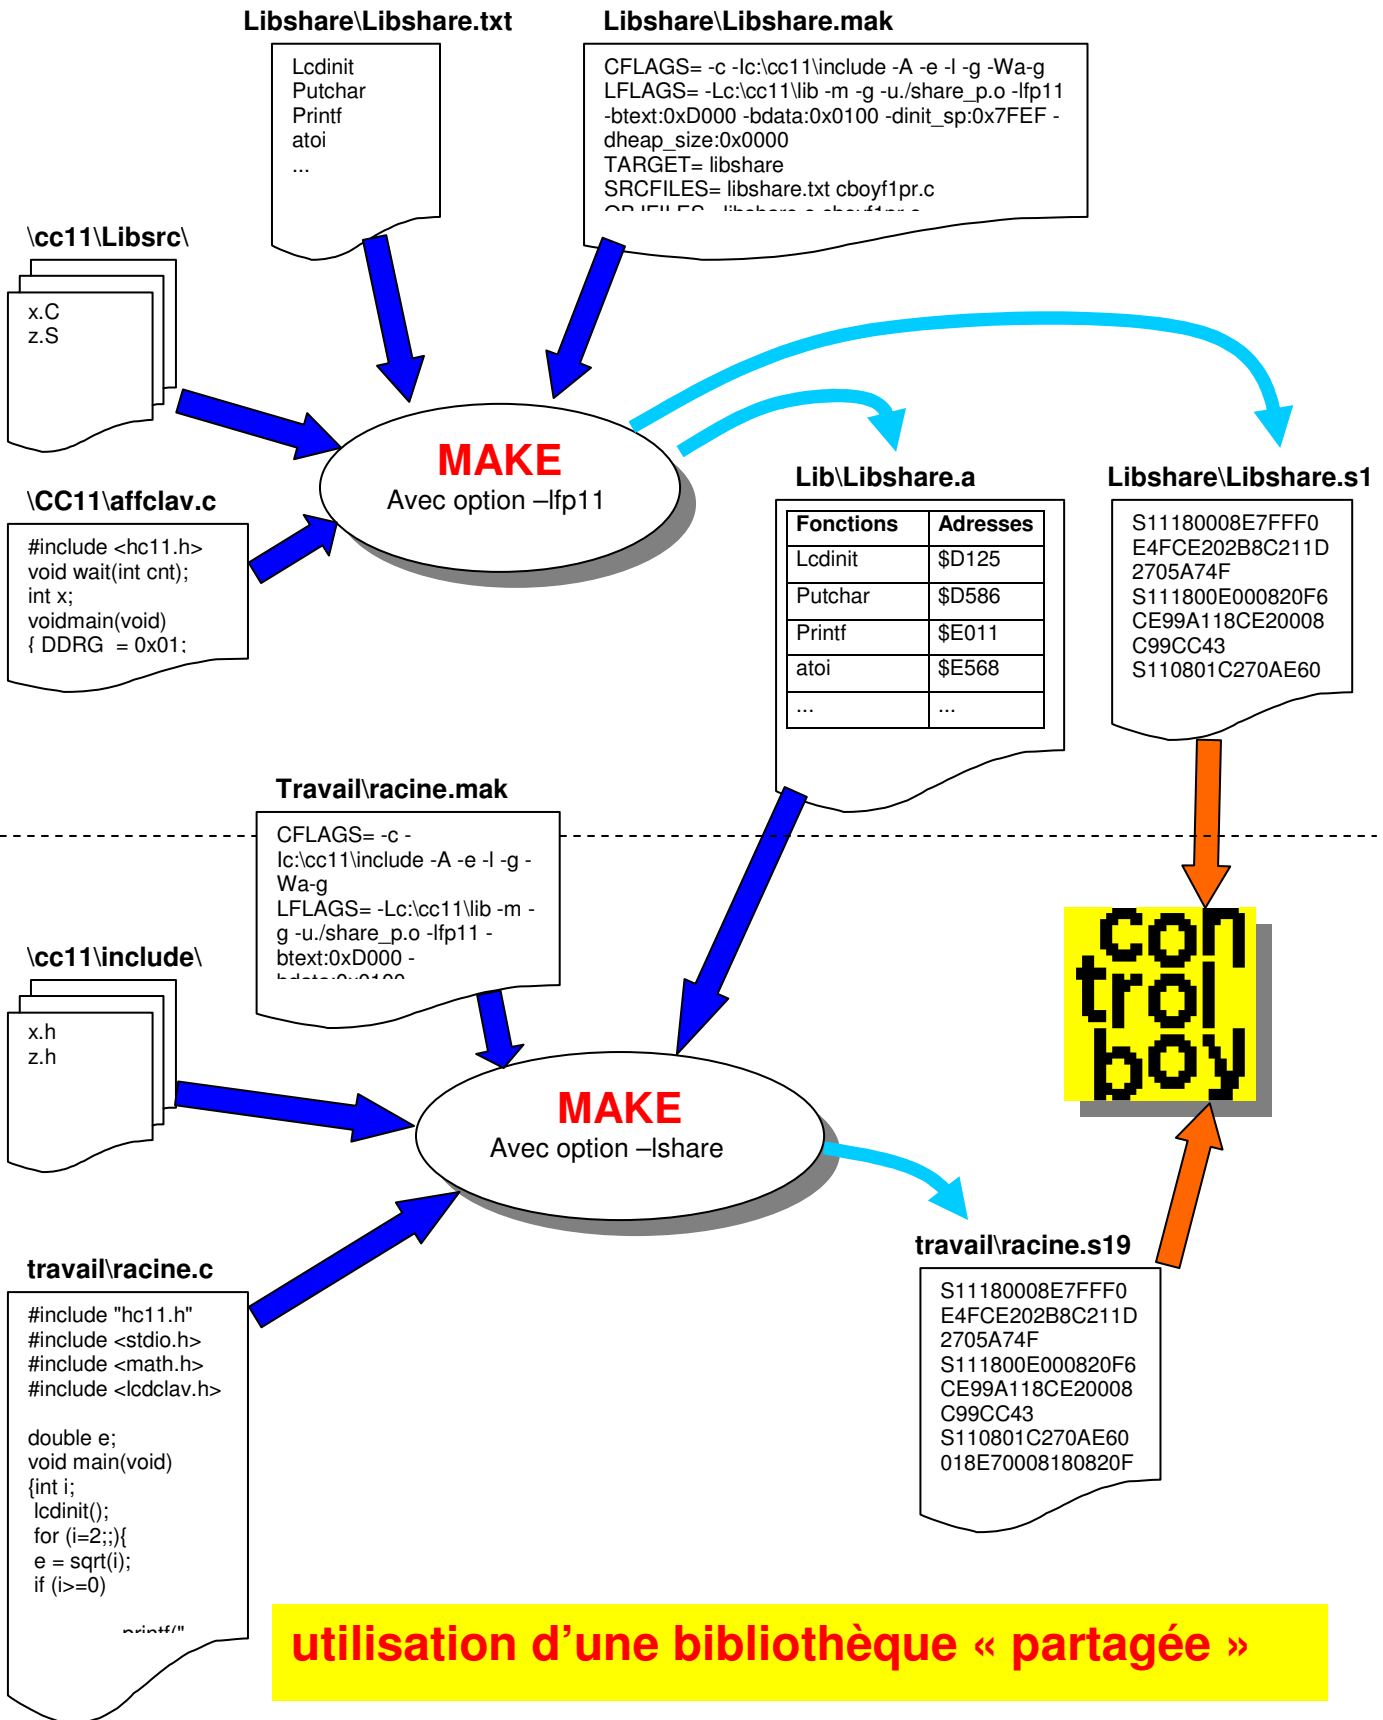 Libshare\Libshare.txt
Lcdinit
Putchar
Printf
atoi
...
Libshare\Libshare.mak
CFLAGS= -c -Ic:\cc11\include -A -e -l -g -Wa-g
LFLAGS= -Lc:\cc11\lib -m -g -u./share_p.o -lfp11
-btext:0xD000 -bdata:0x0100 -dinit_sp:0x7FEF -
dheap_size:0x0000
TARGET= libshare
SRCFILES= libshare.txt cboyf1pr.c
OBJFILES= libshare.o cboyf1pr.o
\cc11\Libsrc\
x.C
z.S
\CC11\affclav.c
#include <hc11.h>
void wait(int cnt);
int x;
voidmain(void)
{ DDRG = 0x01;
MAKE
Avec option –lfp11
Lib\Libshare.a
Fonctions Adresses
Lcdinit $D125
Putchar $D586
Printf $E011
atoi $E568
... ...
Libshare\Libshare.s1
S11180008E7FFF0
E4FCE202B8C211D
2705A74F
S111800E000820F6
CE99A118CE20008
C99CC43
S110801C270AE60
Travail\racine.mak
CFLAGS= -c -
Ic:\cc11\include -A -e -l -g -
Wa-g
LFLAGS= -Lc:\cc11\lib -m -
g -u./share_p.o -lfp11 -
btext:0xD000 -
bdata:0x0100
\cc11\include\
x.h
z.h
MAKE
Avec option –lshare
con
trol
boy
travail\racine.c
#include "hc11.h"
#include <stdio.h>
#include <math.h>
#include <lcdclav.h>
double e;
void main(void)
{int i;
lcdinit();
for (i=2;;){
e = sqrt(i);
if (i>=0)
printf("
travail\racine.s19
S11180008E7FFF0
E4FCE202B8C211D
2705A74F
S111800E000820F6
CE99A118CE20008
C99CC43
S110801C270AE60
018E70008180820F
utilisation d’une bibliothèque « partagée »